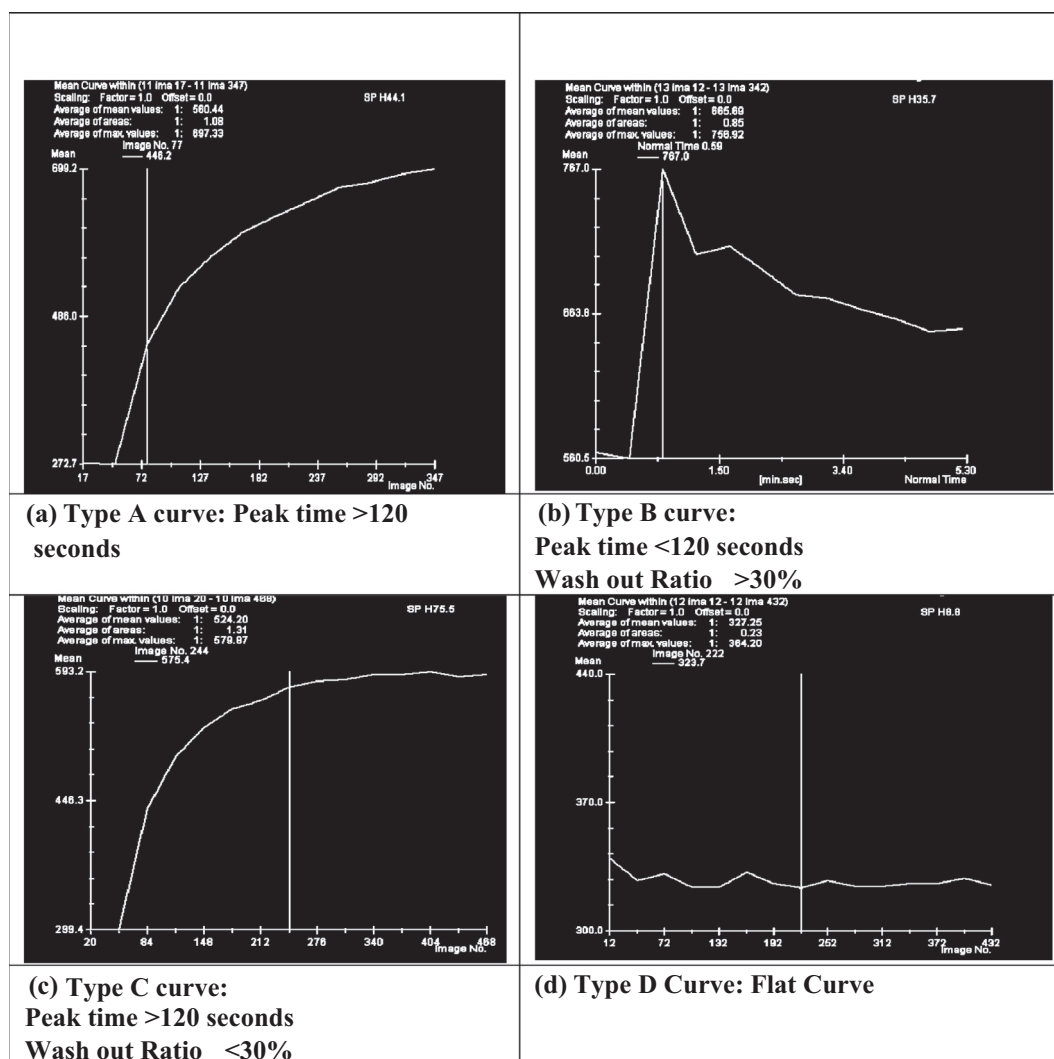 Mean Curve within (11 ima 17 - 11 ima 347)
Scaling: Factor = 1.0 Offset = 0.0
SP H44.1
Average of mean values: 1: 560.44
Average of areas: 1: 1.08
Average of max. values: 1: 697.33
Image No. 77
Mean
446.2
699.2
486.0
272.7
17 72 127 182 237 292 347
Image No.
(a) Type A curve: Peak time >120
seconds
Mean Curve within (13 ima 12 - 13 ima 342)
Scaling: Factor = 1.0 Offset = 0.0
SP H35.7
Average of mean values: 1: 665.69
Average of areas: 1: 0.85
Average of max. values: 1: 758.92
Normal Time 0.59
Mean
767.0
767.0
663.8
560.5
0.00 1.50 3.40 5.30
[min.sec] Normal Time
(b) Type B curve:
Peak time <120 seconds
Wash out Ratio >30%
Mean Curve within (10 ima 20 - 10 ima 468)
Scaling: Factor = 1.0 Offset = 0.0
SP H75.5
Average of mean values: 1: 524.20
Average of areas: 1: 1.31
Average of max. values: 1: 579.97
Image No. 244
Mean
575.4
593.2
446.3
299.4
20 84 148 212 276 340 404 468
Image No.
(c) Type C curve:
Peak time >120 seconds
Wash out Ratio <30%
Mean Curve within (12 ima 12 - 12 ima 432)
Scaling: Factor = 1.0 Offset = 0.0
SP H8.8
Average of mean values: 1: 327.25
Average of areas: 1: 0.23
Average of max. values: 1: 364.20
Image No. 222
Mean
323.7
440.0
370.0
300.0
12 72 132 192 252 312 372 432
Image No.
(d) Type D Curve: Flat Curve